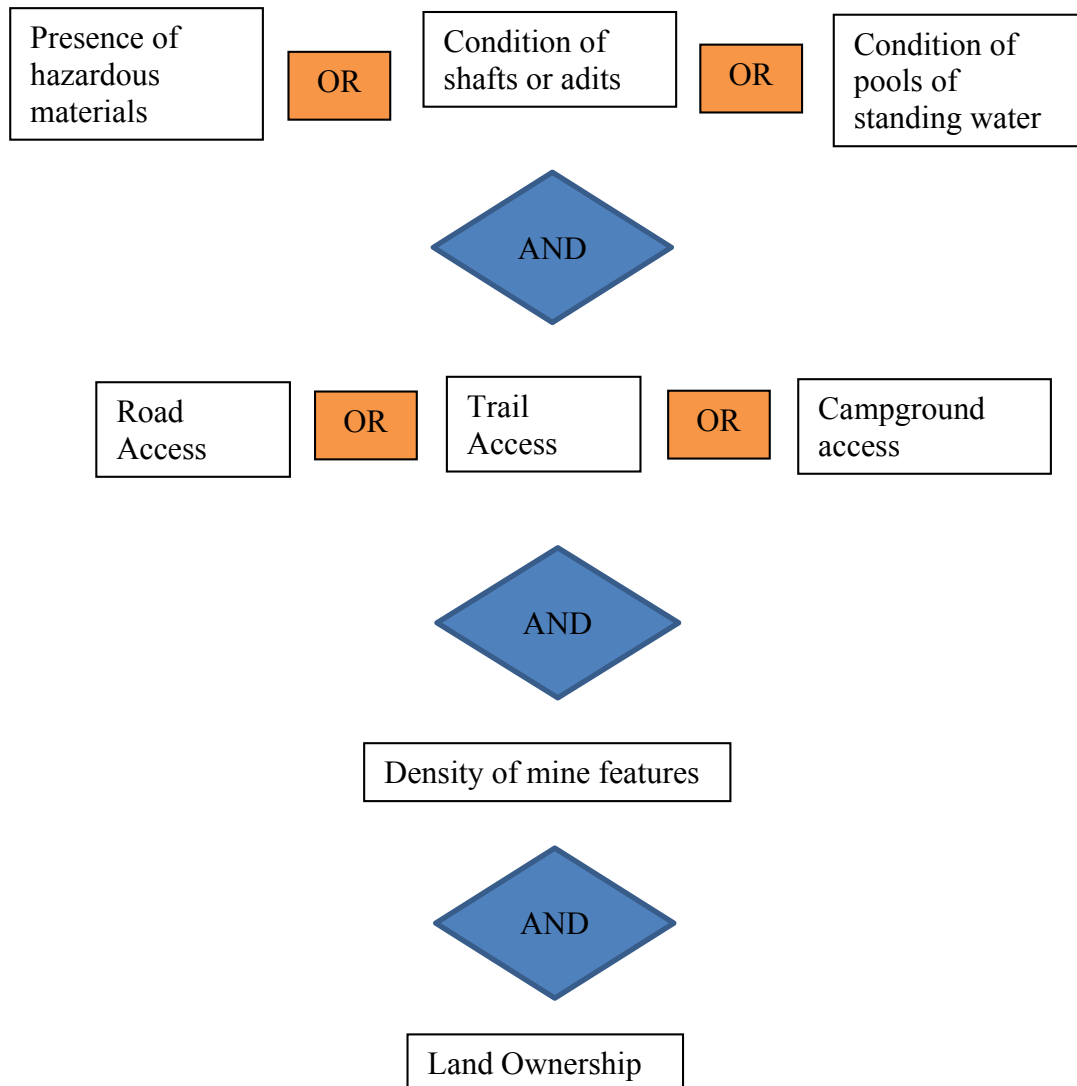 Presence of
hazardous
materials
OR
Condition of
shafts or adits
OR
Condition of
pools of
standing water
AND
Road
Access
OR
Trail
Access
OR
Campground
access
AND
Density of mine features
AND
Land Ownership